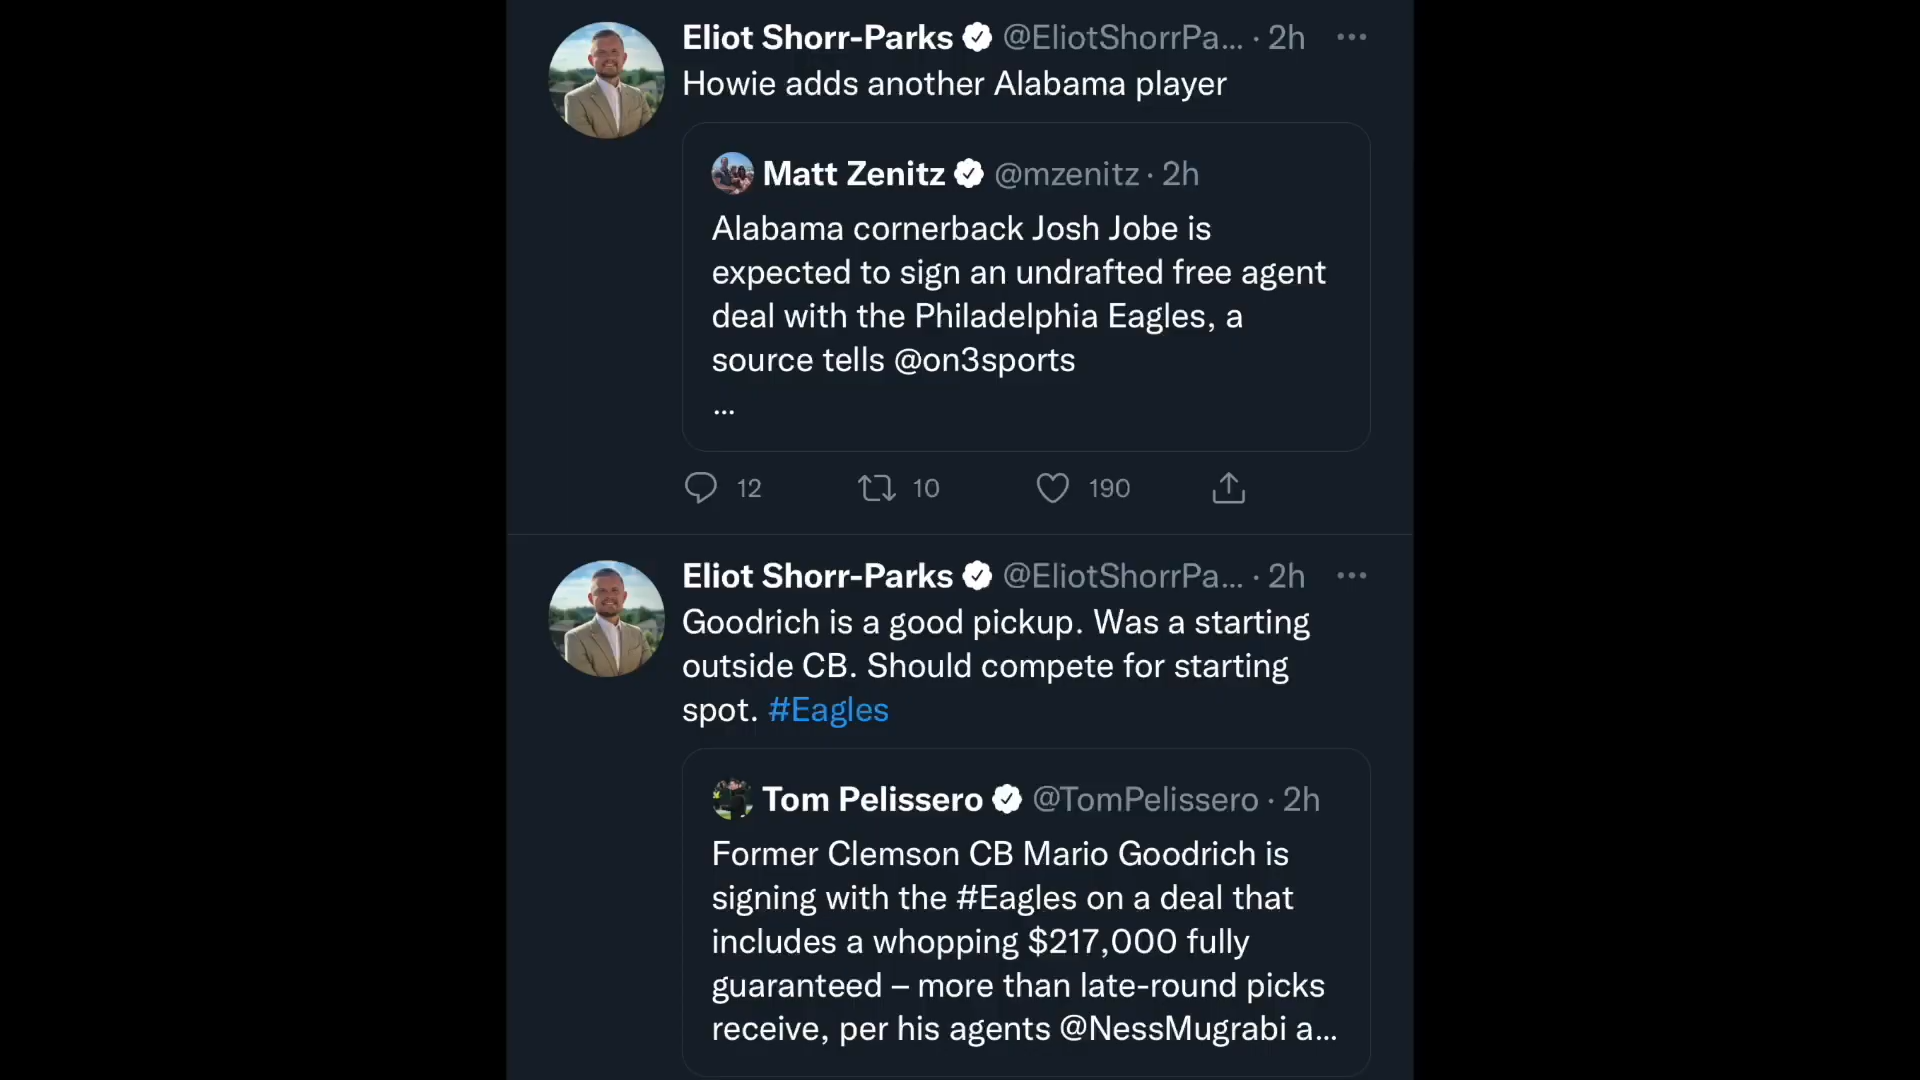 Eliot Shorr-Parks @EliotShorrPa... · 2h ...
Howie adds another Alabama player
Matt Zenitz @mzenitz · 2h
Alabama cornerback Josh Jobe is
expected to sign an undrafted free agent
deal with the Philadelphia Eagles, a
source tells @on3sports
...
12 10 190
Eliot Shorr-Parks @EliotShorrPa... · 2h ...
Goodrich is a good pickup. Was a starting
outside CB. Should compete for starting
spot. #Eagles
Tom Pelissero @TomPelissero · 2h
Former Clemson CB Mario Goodrich is
signing with the #Eagles on a deal that
includes a whopping $217,000 fully
guaranteed – more than late-round picks
receive, per his agents @NessMugrabi a...